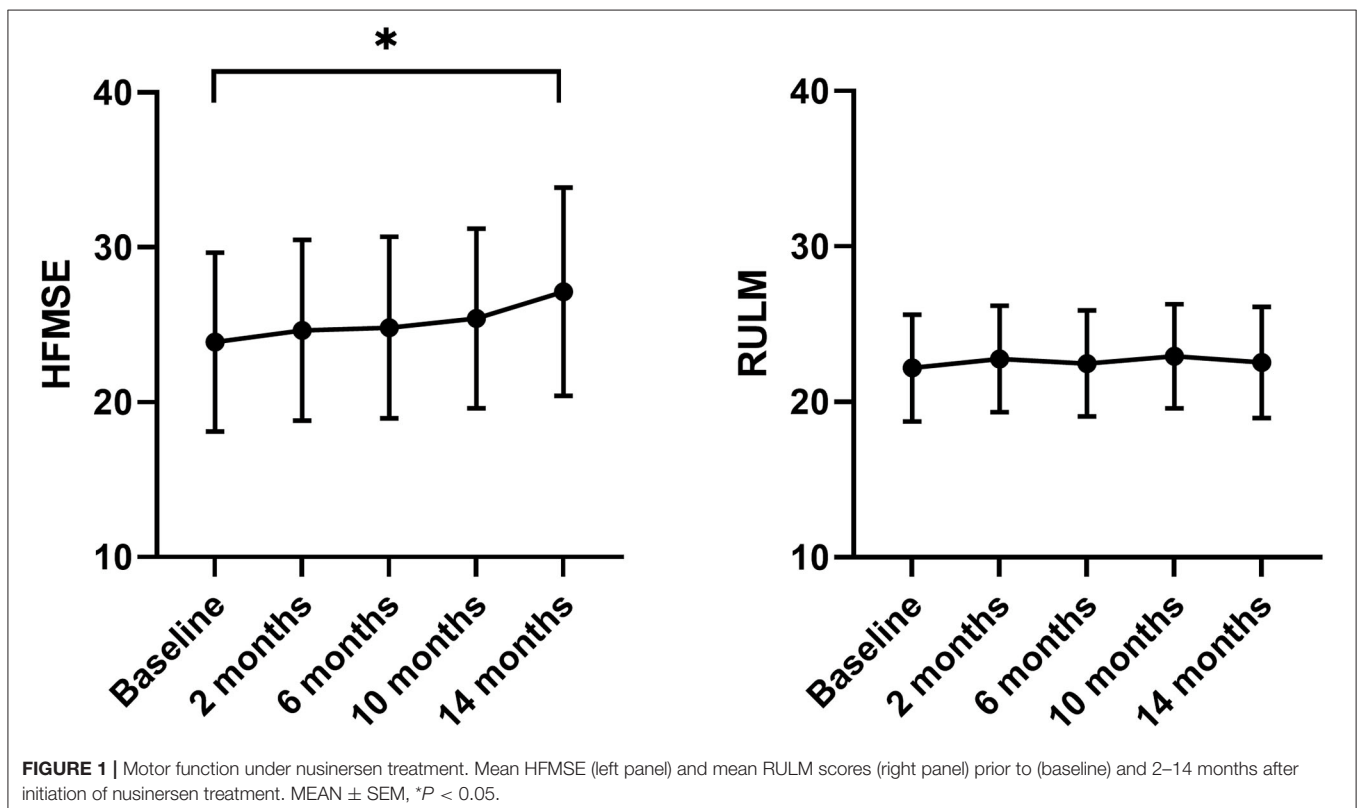 *
40
30
20
10
HFMSE
Baseline
2 months
6 months
10 months
14 months
40
30
20
10
RULM
Baseline
2 months
6 months
10 months
14 months
FIGURE 1 | Motor function under nusinersen treatment. Mean HFMSE (left panel) and mean RULM scores (right panel) prior to (baseline) and 2–14 months after
initiation of nusinersen treatment. MEAN ± SEM, *P < 0.05.